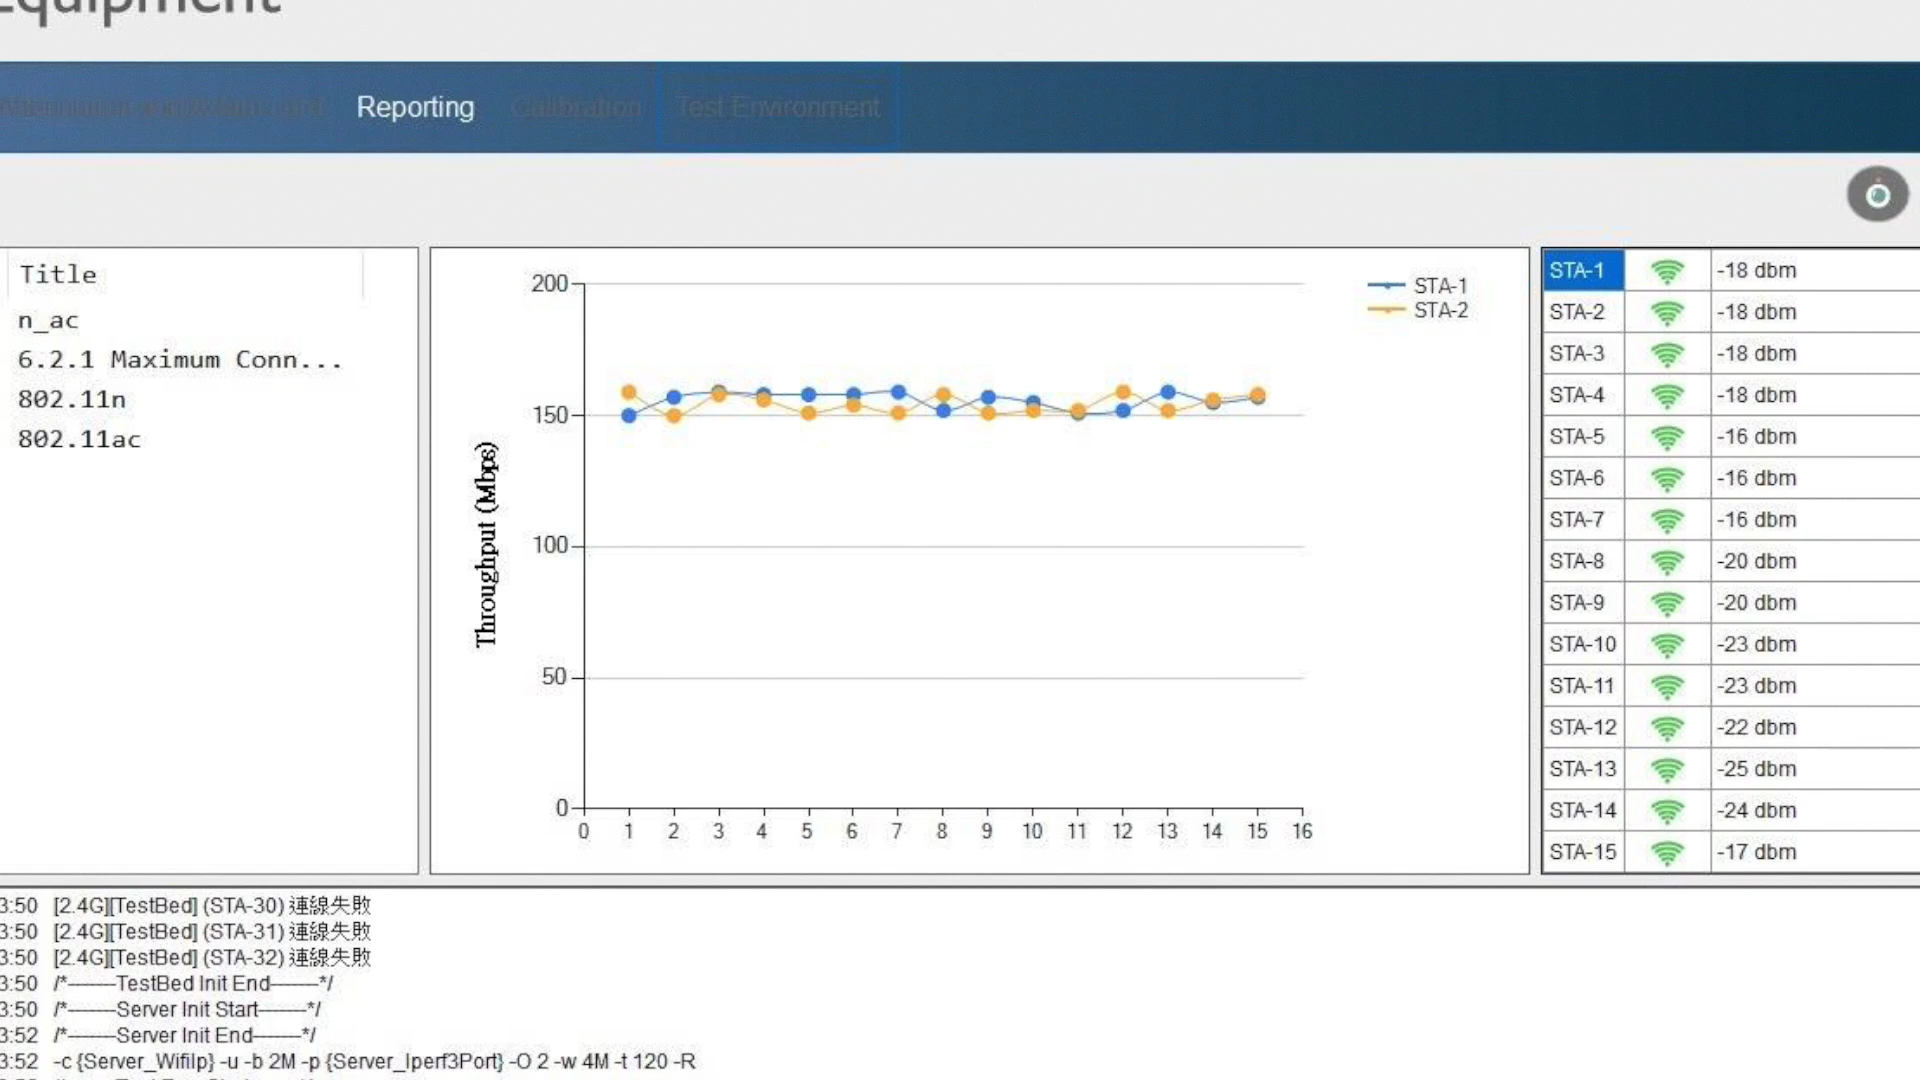 Equipment
Reporting
Calibration
Test Environment
Title
n_ac
6.2.1 Maximum Conn...
802.11n
802.11ac
200
150
100
50
0
Throughput (Mbps)
0 1 2 3 4 5 6 7 8 9 10 11 12 13 14 15 16
STA-1
STA-2
STA-1 -18 dbm
STA-2 -18 dbm
STA-3 -18 dbm
STA-4 -18 dbm
STA-5 -16 dbm
STA-6 -16 dbm
STA-7 -16 dbm
STA-8 -20 dbm
STA-9 -20 dbm
STA-10 -23 dbm
STA-11 -23 dbm
STA-12 -22 dbm
STA-13 -25 dbm
STA-14 -24 dbm
STA-15 -17 dbm
3:50 [2.4G][TestBed] (STA-30) 連線失敗
3:50 [2.4G][TestBed] (STA-31) 連線失敗
3:50 [2.4G][TestBed] (STA-32) 連線失敗
3:50 /*-------TestBed Init End-------*/
3:50 /*-------Server Init Start-------*/
3:52 /*-------Server Init End-------*/
3:52 -c {Server_WifiIp} -u -b 2M -p {Server_Iperf3Port} -O 2 -w 4M -t 120 -R